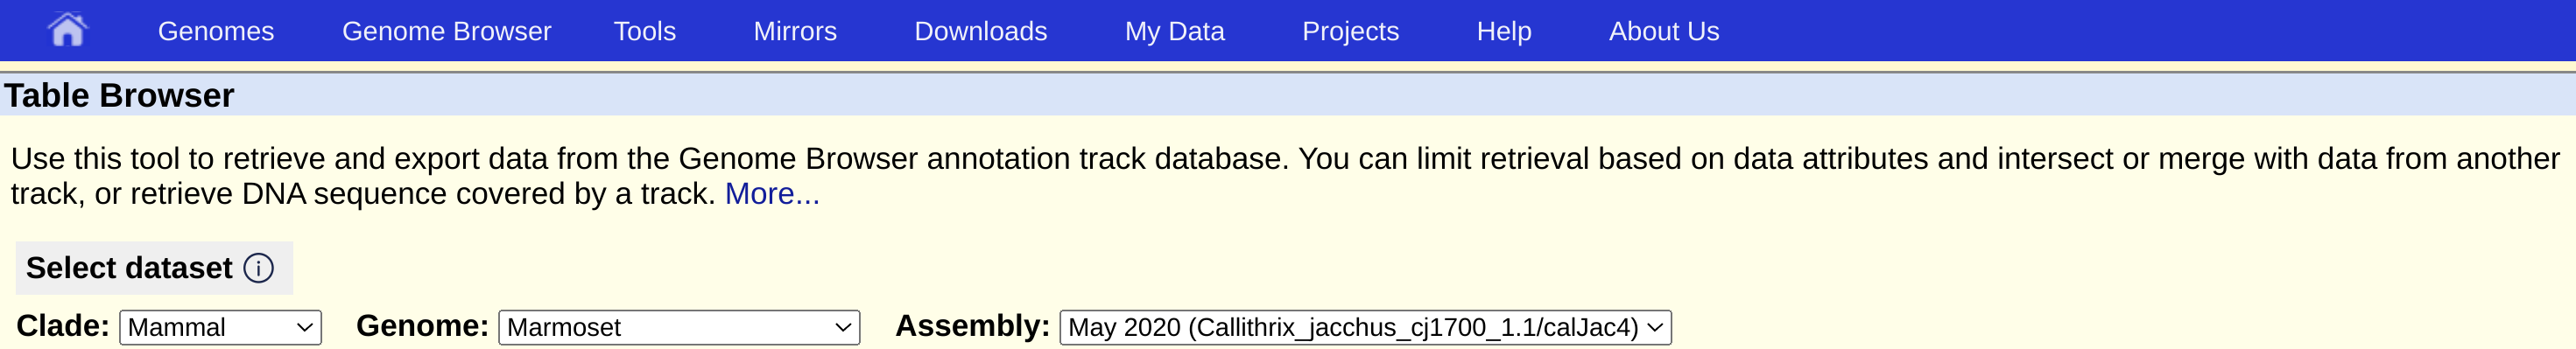 Genomes Genome Browser Tools Mirrors Downloads My Data Projects Help About Us
Table Browser
Use this tool to retrieve and export data from the Genome Browser annotation track database. You can limit retrieval based on data attributes and intersect or merge with data from another
track, or retrieve DNA sequence covered by a track. More...
Select dataset
Clade: Mammal Genome: Marmoset Assembly: May 2020 (Callithrix_jacchus_cj1700_1.1/calJac4)